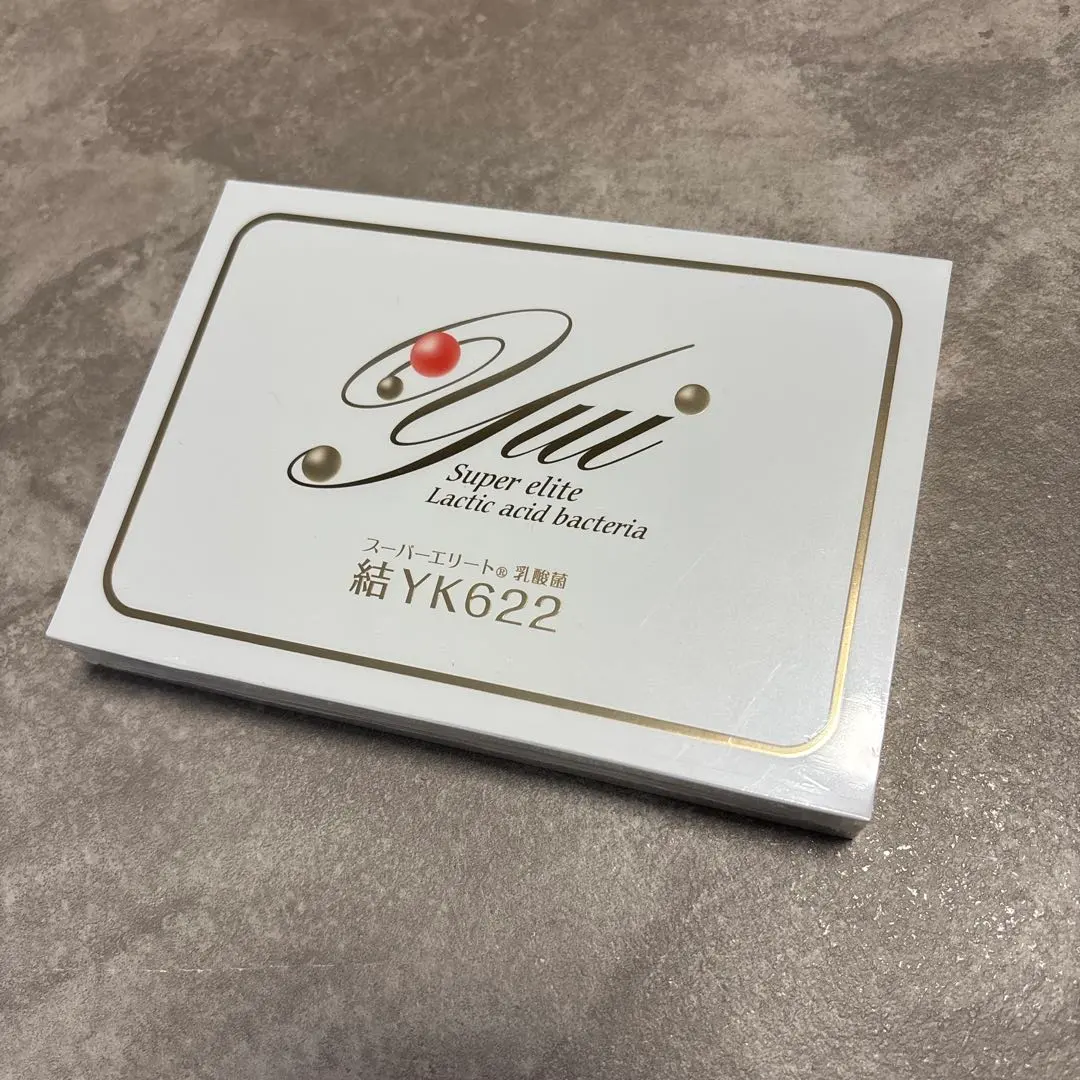 Yui
Super elite
Lactic acid bacteria
スーパーエリート® 乳酸菌
結 YK622